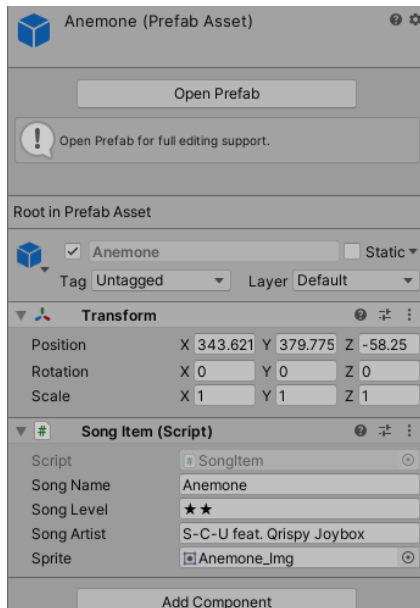 Anemone (Prefab Asset)
Open Prefab
Open Prefab for full editing support.
Root in Prefab Asset
Anemone Static
Tag Untagged Layer Default
Transform
Position X 343.621 Y 379.775 Z -58.25
Rotation X 0 Y 0 Z 0
Scale X 1 Y 1 Z 1
# Song Item (Script)
Script # SongItem
Song Name Anemone
Song Level ★★
Song Artist S-C-U feat. Qrispy Joybox
Sprite Anemone_Img
Add Component